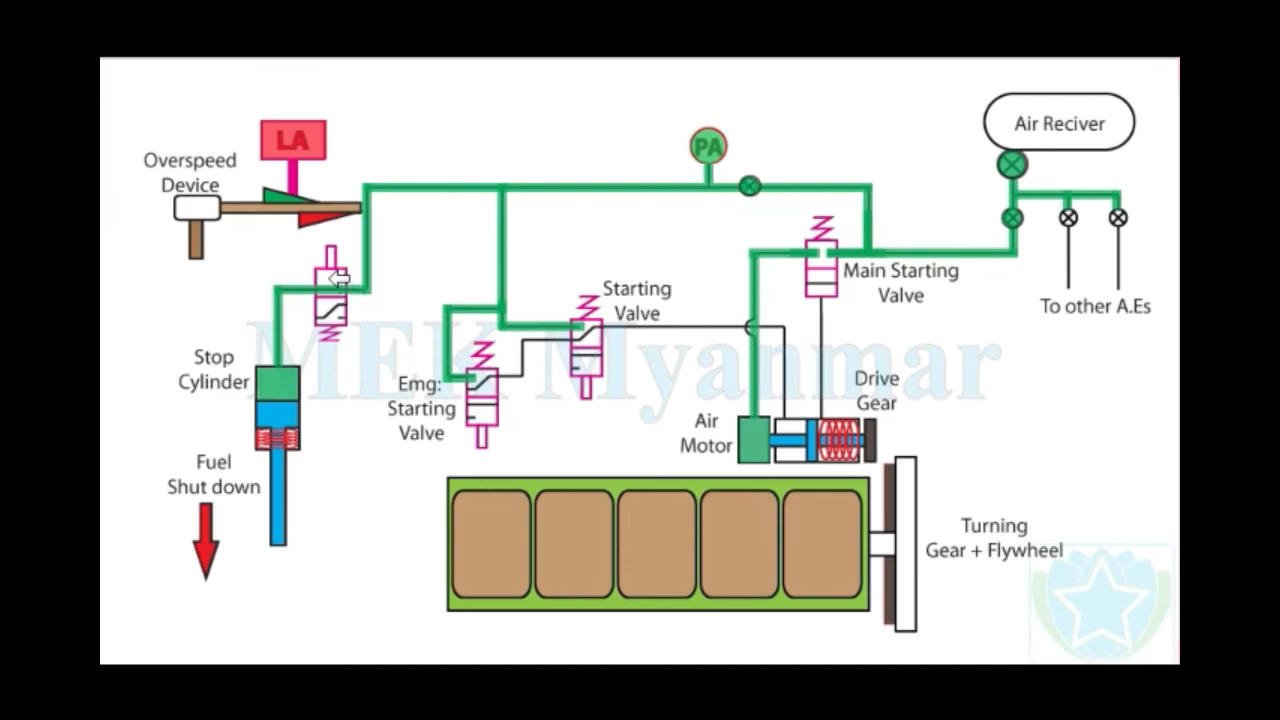 Air Reciver
LA
PA
Overspeed
Device
Main Starting
Valve
Starting
Valve
To other A.Es
MEK Myanmar
Stop
Cylinder
Emg:
Starting
Valve
Drive
Gear
Air
Motor
Fuel
Shut down
Turning
Gear + Flywheel